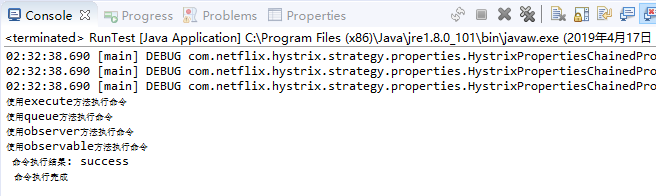 Console Progress Problems Properties
<terminated> RunTest [Java Application] C:\Program Files (x86)\Java\jre1.8.0_101\bin\javaw.exe (2019年4月17日
02:32:38.690 [main] DEBUG com.netflix.hystrix.strategy.properties.HystrixPropertiesChainedPro
02:32:38.690 [main] DEBUG com.netflix.hystrix.strategy.properties.HystrixPropertiesChainedPro
02:32:38.690 [main] DEBUG com.netflix.hystrix.strategy.properties.HystrixPropertiesChainedPro
使用execute方法执行命令
使用queue方法执行命令
使用observer方法执行命令
使用observable方法执行命令
命令执行结果: success
命令执行完成